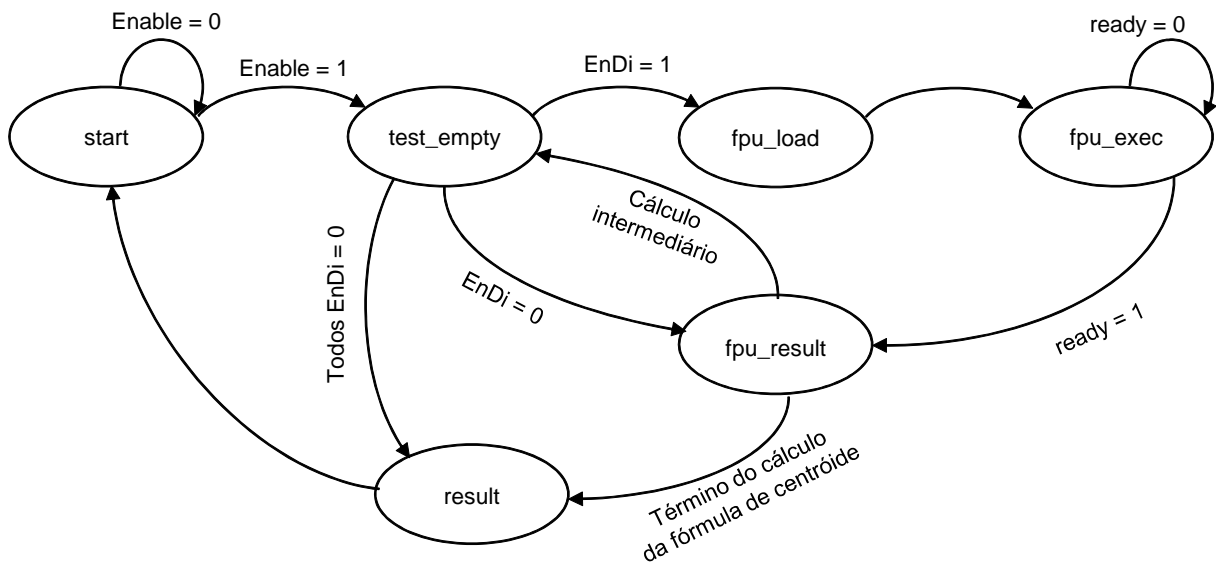 Enable = 0
ready = 0
Enable = 1
EnDi = 1
start
test_empty
fpu_load
fpu_exec
Cálculo
intermediário
Todos EnDi = 0
EnDi = 0
ready = 1
fpu_result
Término do cálculo
da fórmula de centróide
result